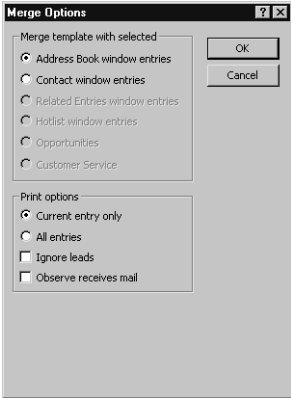 Merge Options
Merge template with selected
Address Book window entries
Contact window entries
Related Entries window entries
Hotlist window entries
Opportunities
Customer Service
OK
Cancel
Print options
Current entry only
All entries
Ignore leads
Observe receives mail